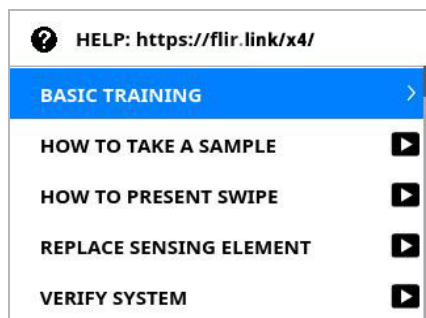 HELP: https://flir.link/x4/
BASIC TRAINING
HOW TO TAKE A SAMPLE
HOW TO PRESENT SWIPE
REPLACE SENSING ELEMENT
VERIFY SYSTEM